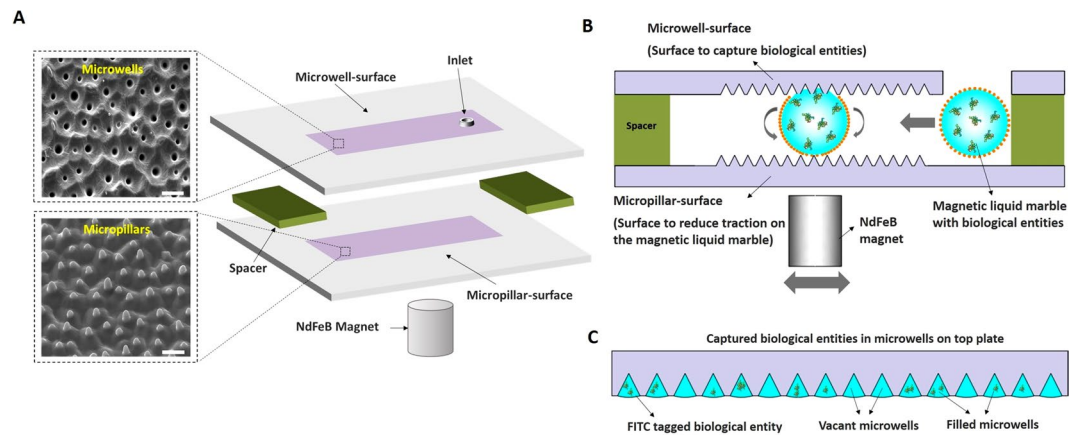 A
Microwells
Microwell-surface
Inlet
Micropillars
Spacer
Micropillar-surface
NdFeB Magnet
B
Microwell-surface
(Surface to capture biological entities)
Spacer
Micropillar-surface
(Surface to reduce traction on
the magnetic liquid marble)
NdFeB
magnet
Magnetic liquid marble
with biological entities
C
Captured biological entities in microwells on top plate
FITC tagged biological entity
Vacant microwells
Filled microwells